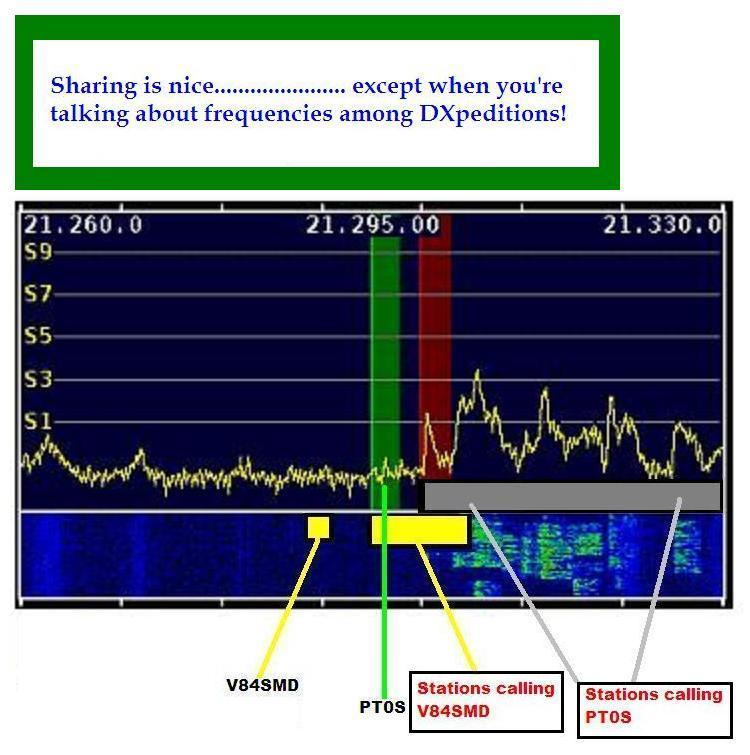 Sharing is nice...................... except when you're
talking about frequencies among DXpeditions!
21.260.0 21.295.00 21.330.0
S9
S7
S5
S3
S1
V84SMD
PT0S
Stations calling
V84SMD
Stations calling
PT0S